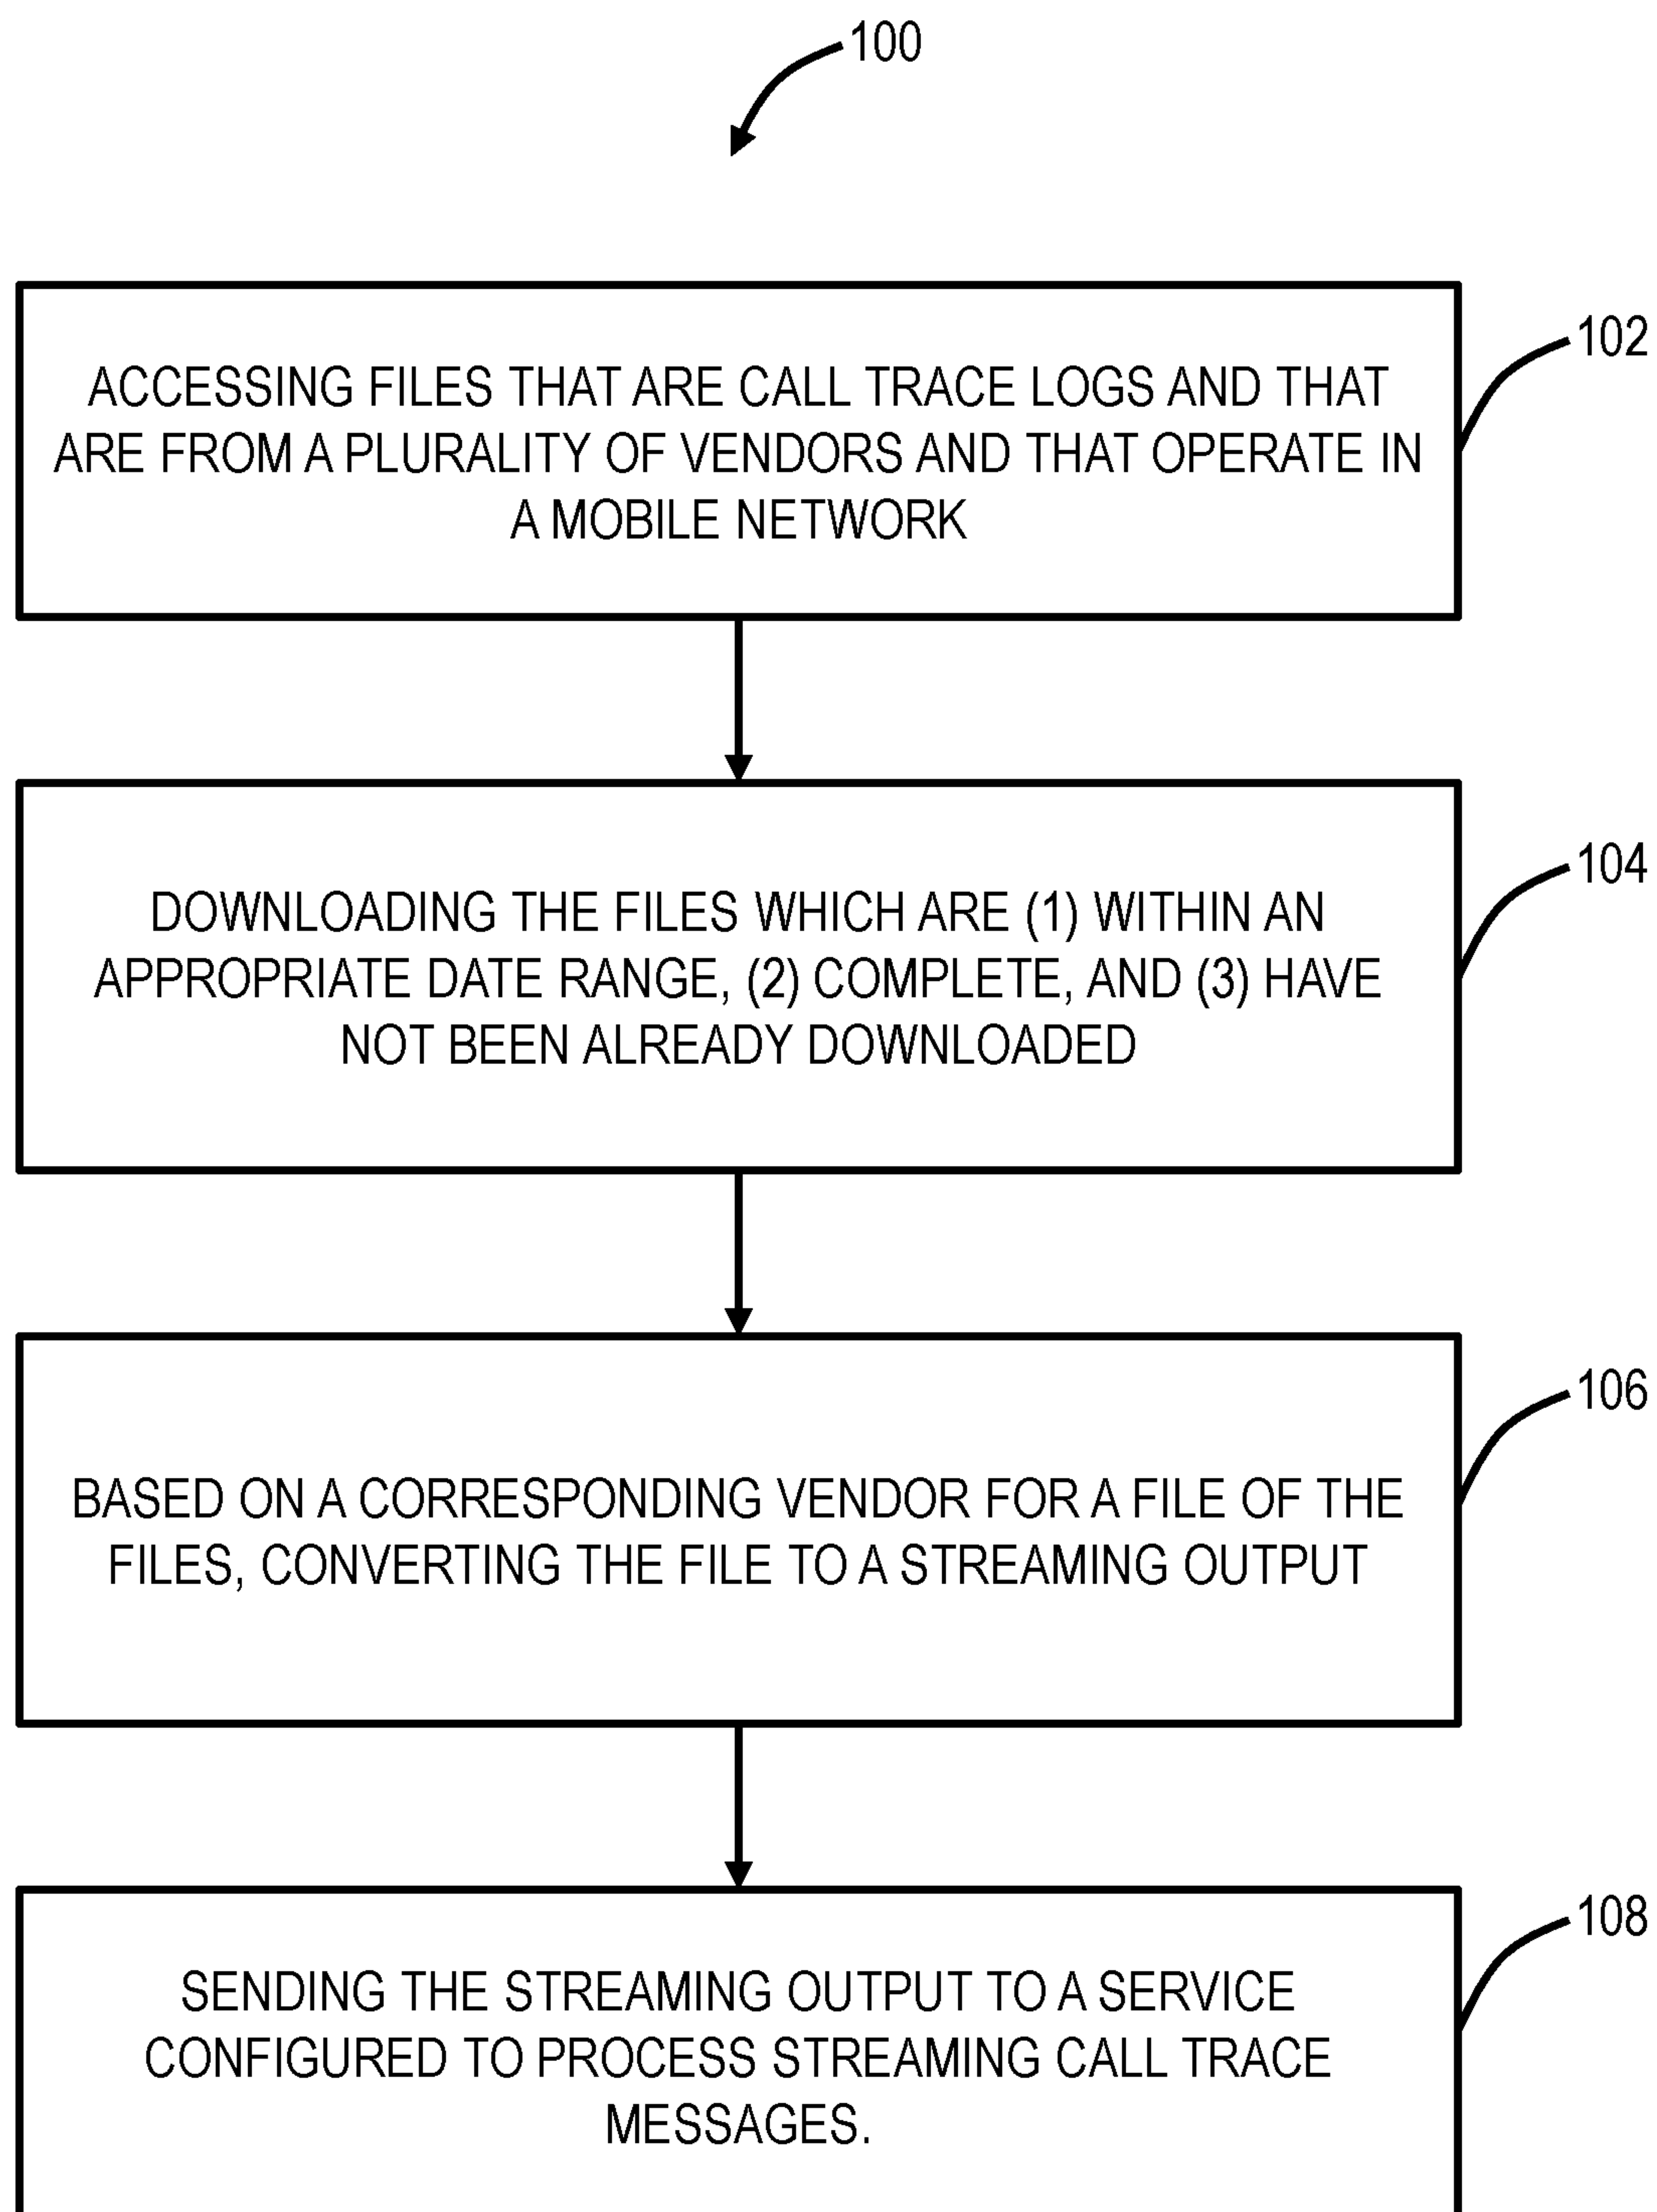 100
102
ACCESSING FILES THAT ARE CALL TRACE LOGS AND THAT
ARE FROM A PLURALITY OF VENDORS AND THAT OPERATE IN
A MOBILE NETWORK
104
DOWNLOADING THE FILES WHICH ARE (1) WITHIN AN
APPROPRIATE DATE RANGE, (2) COMPLETE, AND (3) HAVE
NOT BEEN ALREADY DOWNLOADED
106
BASED ON A CORRESPONDING VENDOR FOR A FILE OF THE
FILES, CONVERTING THE FILE TO A STREAMING OUTPUT
108
SENDING THE STREAMING OUTPUT TO A SERVICE
CONFIGURED TO PROCESS STREAMING CALL TRACE
MESSAGES.